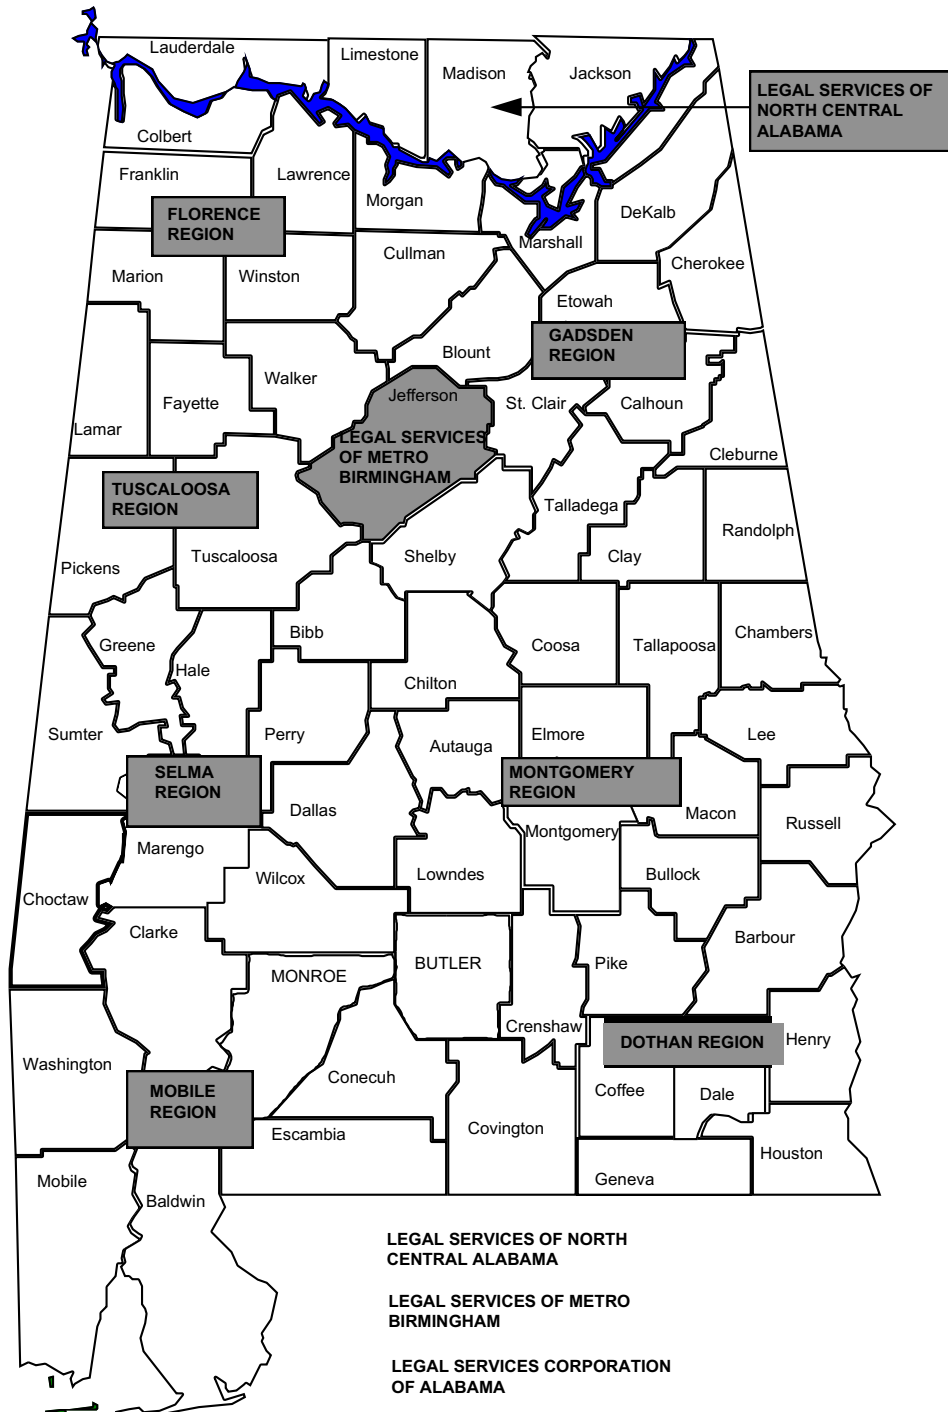 Lauderdale
Limestone
Madison
Jackson
LEGAL SERVICES OF
NORTH CENTRAL
ALABAMA
Colbert
Franklin
Lawrence
Morgan
FLORENCE
REGION
DeKalb
Marshall
Cullman
Cherokee
Marion
Winston
Etowah
GADSDEN
REGION
Blount
Walker
Jefferson
Fayette
St. Clair
Calhoun
Lamar
LEGAL SERVICES
OF METRO
BIRMINGHAM
Cleburne
TUSCALOOSA
REGION
Talladega
Randolph
Tuscaloosa
Shelby
Clay
Pickens
Bibb
Chambers
Greene
Coosa
Tallapoosa
Hale
Chilton
Sumter
Perry
Elmore
Lee
Autauga
SELMA
REGION
MONTGOMERY
REGION
Dallas
Macon
Russell
Montgomery
Marengo
Lowndes
Bullock
Wilcox
Choctaw
Clarke
Barbour
MONROE
BUTLER
Pike
Crenshaw
DOTHAN REGION
Henry
Washington
Conecuh
MOBILE
REGION
Coffee
Dale
Escambia
Covington
Houston
Mobile
Geneva
Baldwin
LEGAL SERVICES OF NORTH
CENTRAL ALABAMA
LEGAL SERVICES OF METRO
BIRMINGHAM
LEGAL SERVICES CORPORATION
OF ALABAMA